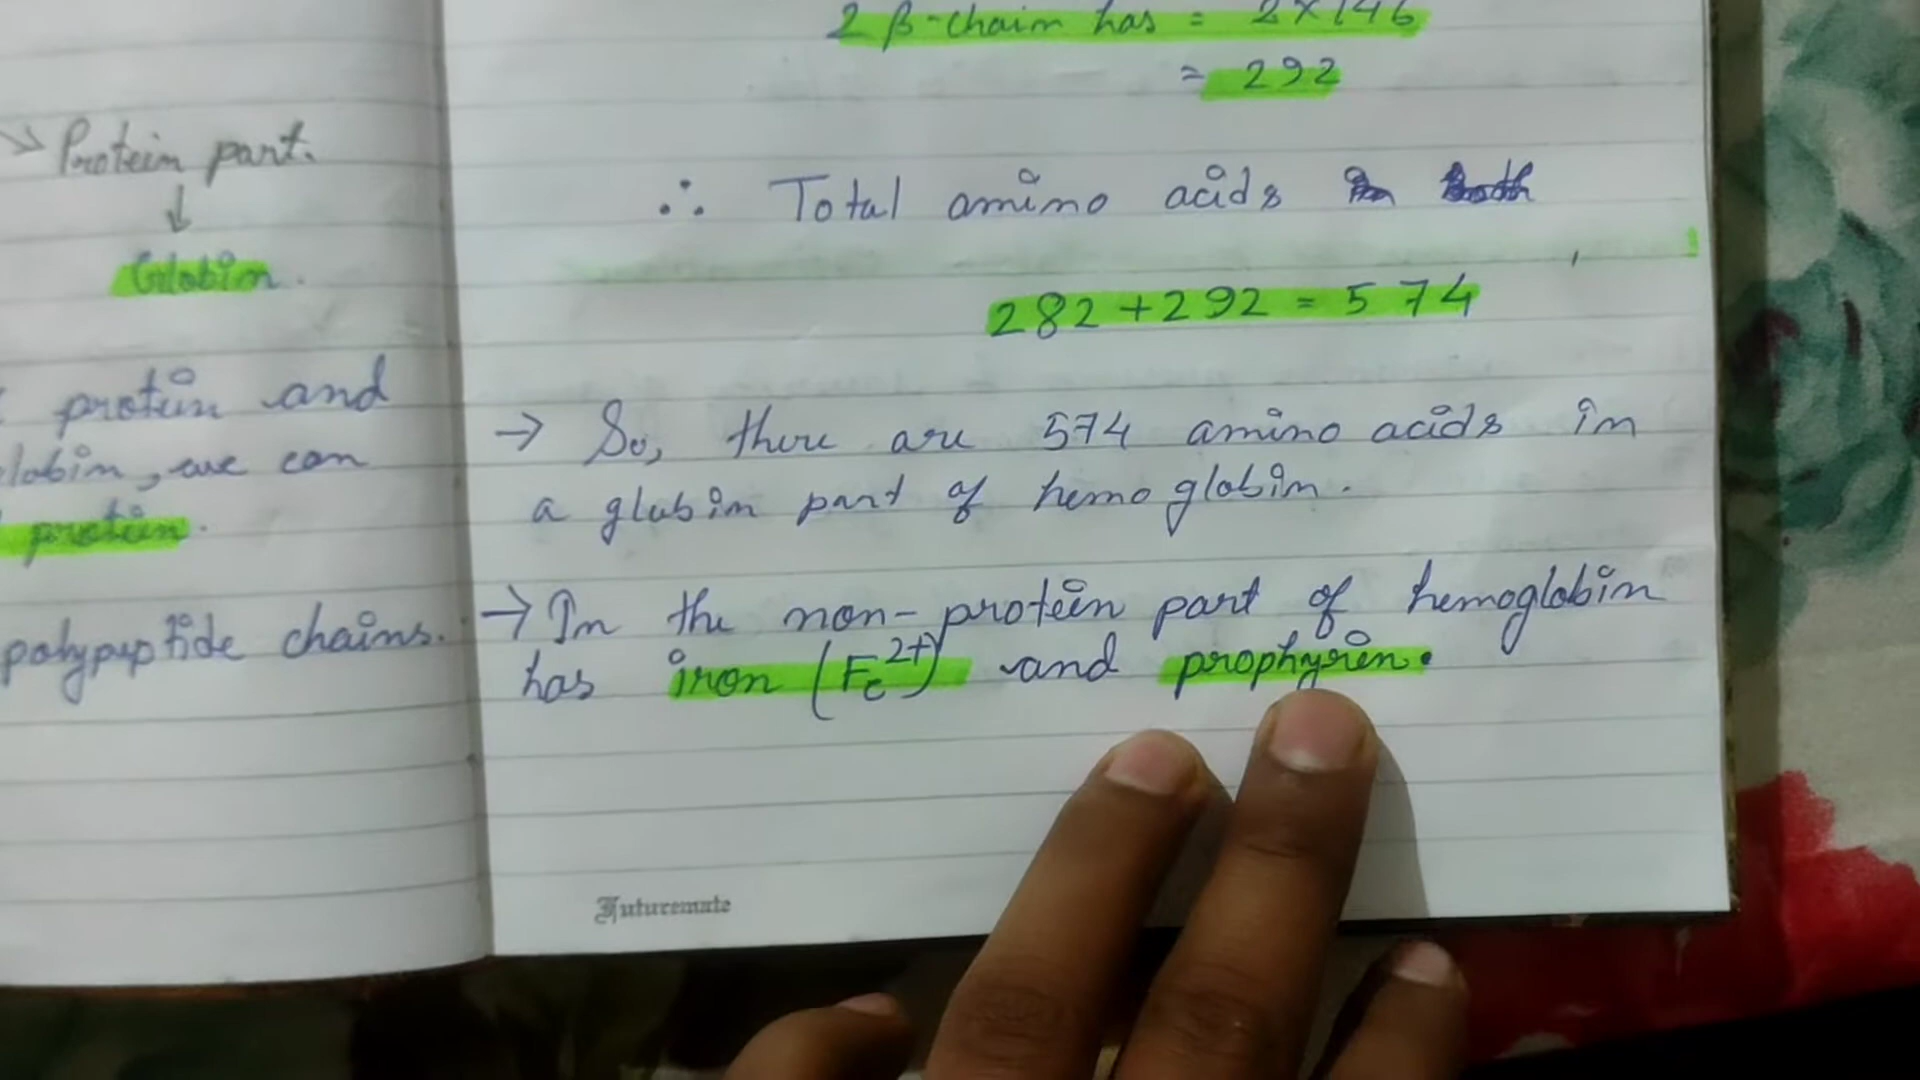 → Protein part.
↓
Globin.
protein and
lobin, we can
protein.
polypeptide chains.
2 β-chain has = 2×146
= 292
∴ Total amino acids in both
282+292 = 574
→ So, there are 574 amino acids in
a globin part of hemoglobin.
→ In the non-protein part of hemoglobin
has iron (Fe2+) and prophyrin.
Futuremate